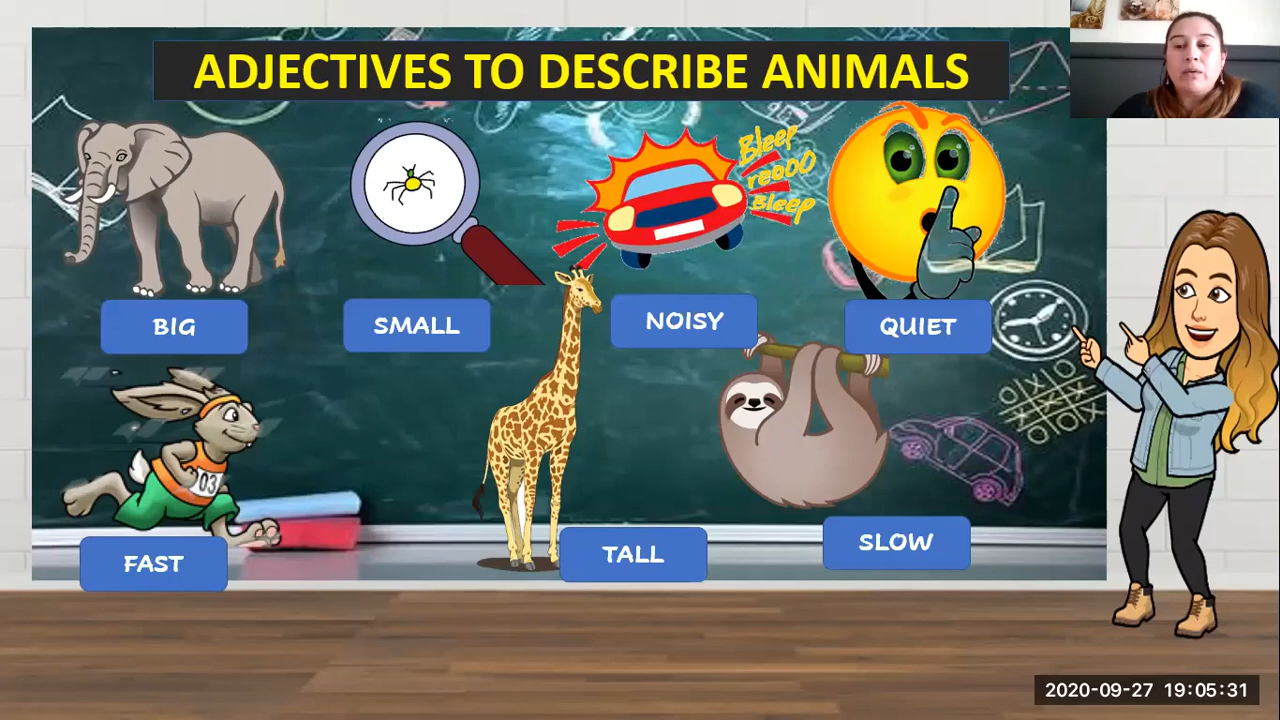 ADJECTIVES TO DESCRIBE ANIMALS
Bleep
reoOO
Bleep
BIG
SMALL
NOISY
QUIET
03
FAST
TALL
SLOW
2020-09-27 19:05:31